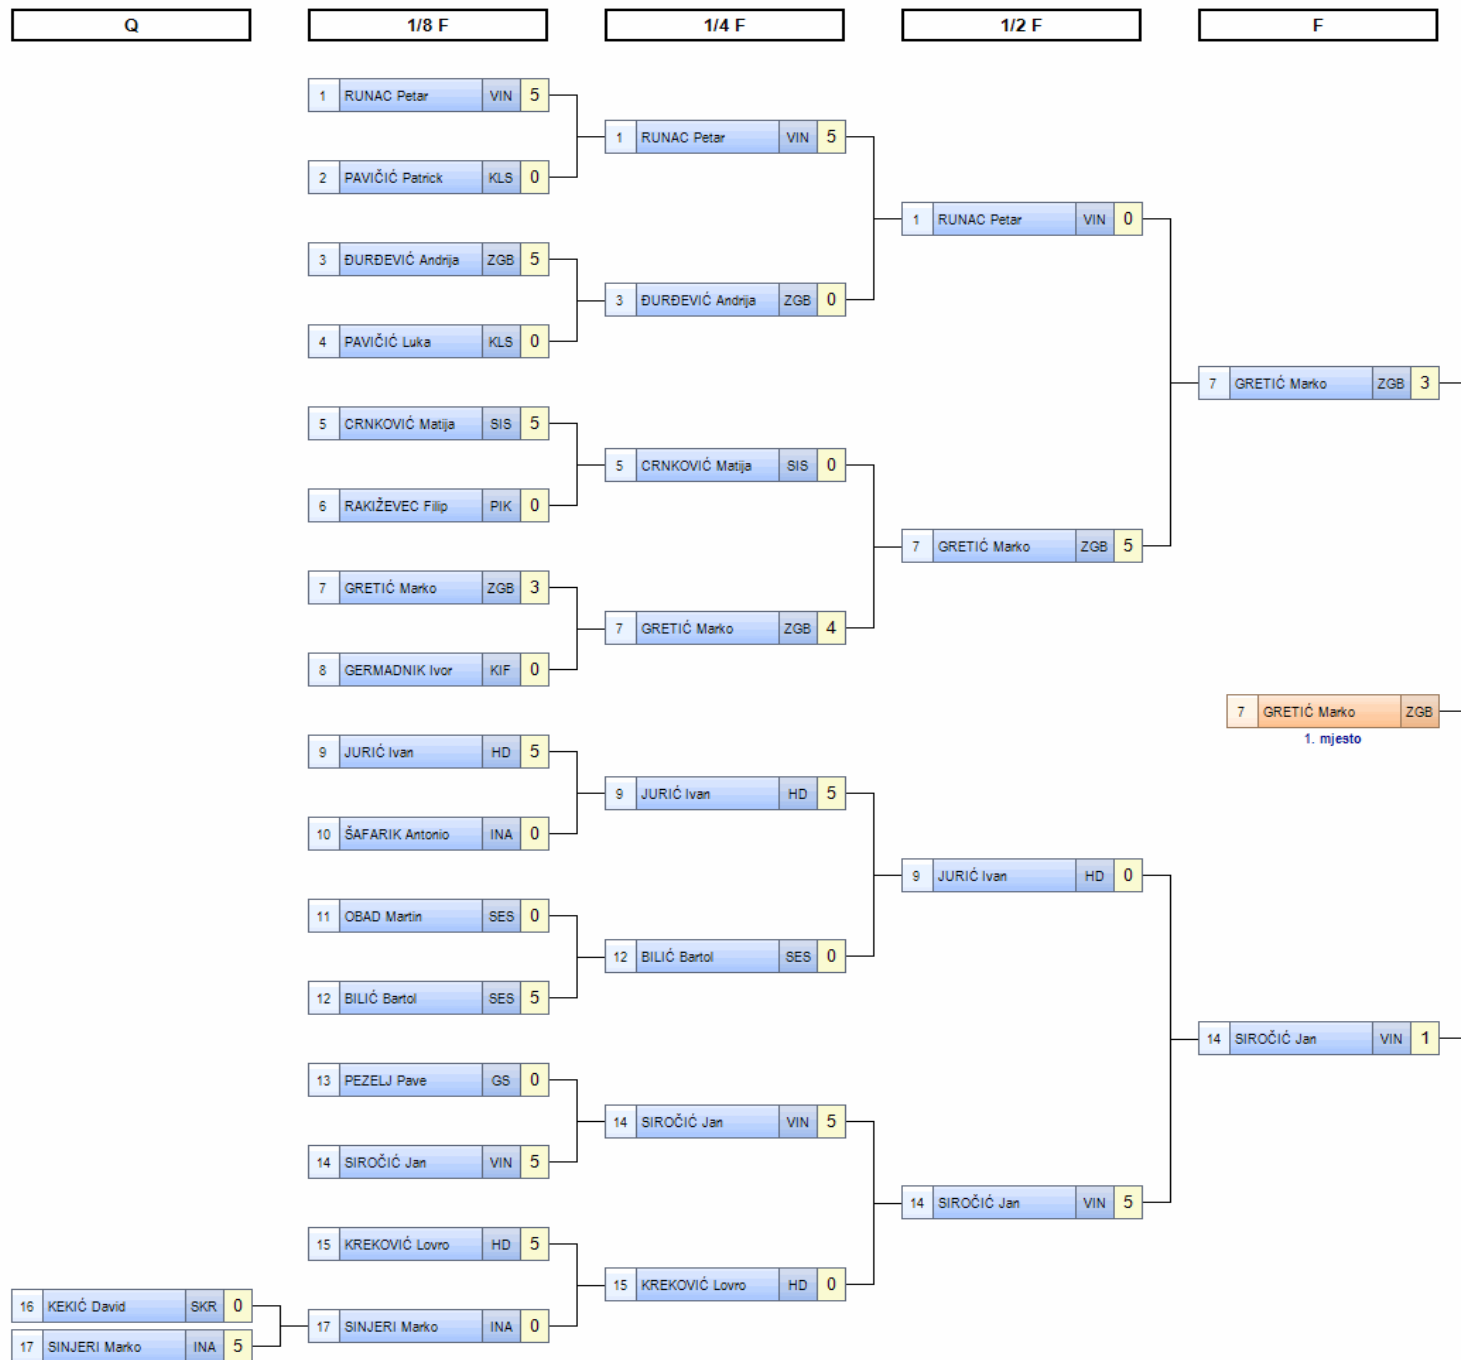 Q 1/8 F 1/4 F 1/2 F F
1 RUNAC Petar VIN 5
2 PAVIČIĆ Patrick KLS 0
3 ĐURĐEVIĆ Andrija ZGB 5
4 PAVIČIĆ Luka KLS 0
5 CRNKOVIĆ Matija SIS 5
6 RAKIŽEVEC Filip PIK 0
7 GRETIĆ Marko ZGB 3
8 GERMADNIK Ivor KIF 0
9 JURIĆ Ivan HD 5
10 ŠAFARIK Antonio INA 0
11 OBAD Martin SES 0
12 BILIĆ Bartol SES 5
13 PEZELJ Pave GS 0
14 SIROČIĆ Jan VIN 5
15 KREKOVIĆ Lovro HD 5
16 KEKIĆ David SKR 0
17 SINJERI Marko INA 5
17 SINJERI Marko INA 0
1 RUNAC Petar VIN 5
3 ĐURĐEVIĆ Andrija ZGB 0
5 CRNKOVIĆ Matija SIS 0
7 GRETIĆ Marko ZGB 4
9 JURIĆ Ivan HD 5
12 BILIĆ Bartol SES 0
14 SIROČIĆ Jan VIN 5
15 KREKOVIĆ Lovro HD 0
1 RUNAC Petar VIN 0
7 GRETIĆ Marko ZGB 5
9 JURIĆ Ivan HD 0
14 SIROČIĆ Jan VIN 5
7 GRETIĆ Marko ZGB 3
7 GRETIĆ Marko ZGB
1. mjesto
14 SIROČIĆ Jan VIN 1